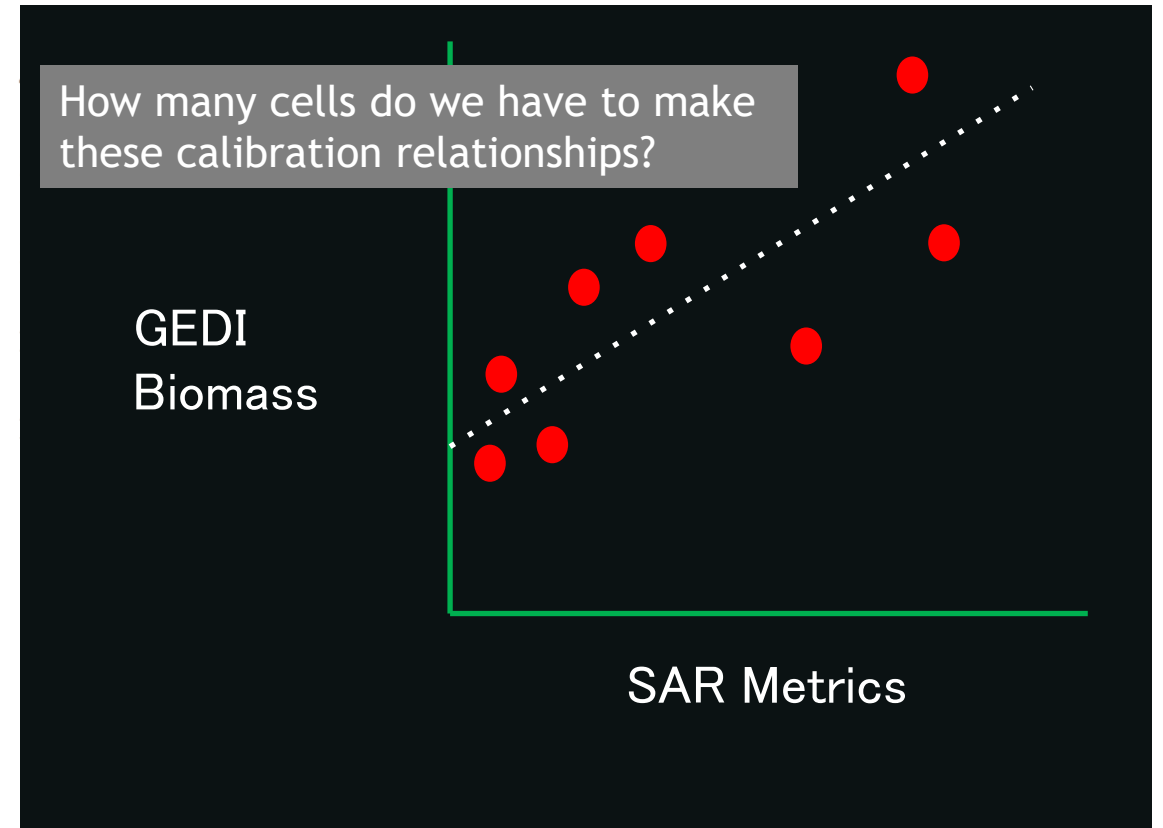 How many cells do we have to make
these calibration relationships?
GEDI
Biomass
SAR Metrics